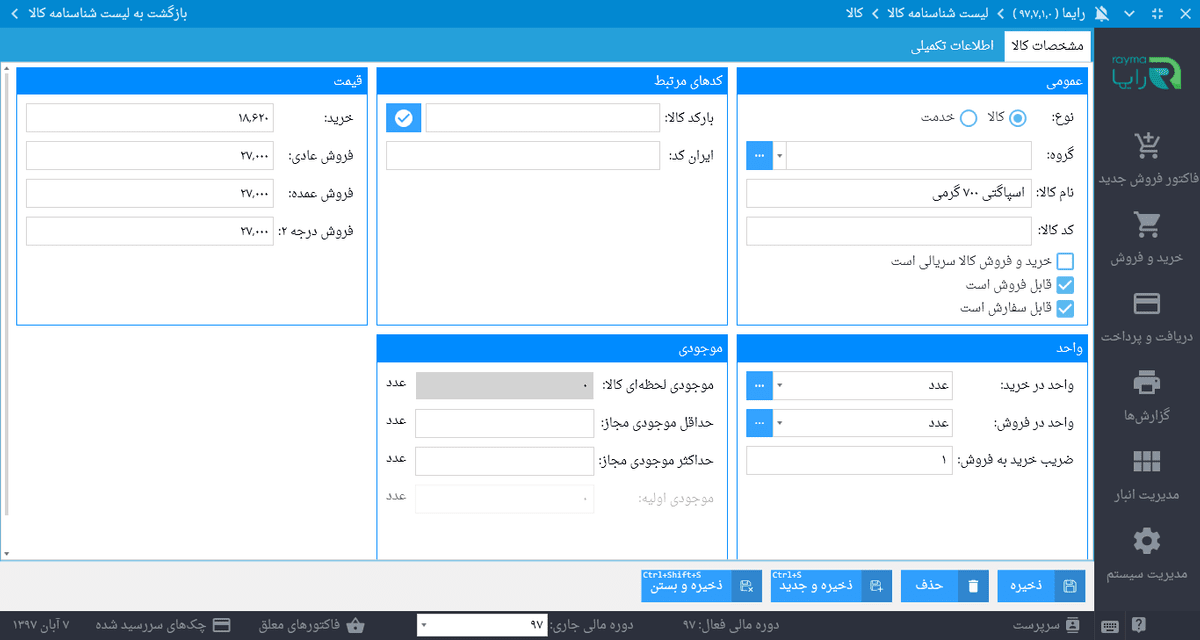 رایما (۹۷,۷,۱,۰) > لیست شناسنامه کالا > کالا
بازگشت به لیست شناسنامه کالا
مشخصات کالا
اطلاعات تکمیلی
rayma
رایما
فاکتور فروش جدید
خرید و فروش
دریافت و پرداخت
گزارش‌ها
مدیریت انبار
مدیریت سیستم
عمومی
نوع: کالا خدمت
گروه:
نام کالا: اسپاگتی ۷۰۰ گرمی
کد کالا:
خرید و فروش کالا سریالی است
قابل فروش است
قابل سفارش است
کدهای مرتبط
بارکد کالا:
ایران کد:
قیمت
خرید: ۱۸,۶۲۰
فروش عادی: ۲۷,۰۰۰
فروش عمده: ۲۷,۰۰۰
فروش درجه ۲: ۲۷,۰۰۰
واحد
واحد در خرید: عدد
واحد در فروش: عدد
ضریب خرید به فروش: ۱
موجودی
موجودی لحظه‌ای کالا: ۰ عدد
حداقل موجودی مجاز: عدد
حداکثر موجودی مجاز: عدد
موجودی اولیه: ۰ عدد
ذخیره
حذف
Ctrl+S
ذخیره و جدید
Ctrl+Shift+S
ذخیره و بستن
سرپرست
دوره مالی فعال: ۹۷
دوره مالی جاری: ۹۷
فاکتورهای معلق
چک‌های سررسید شده
۷ آبان ۱۳۹۷